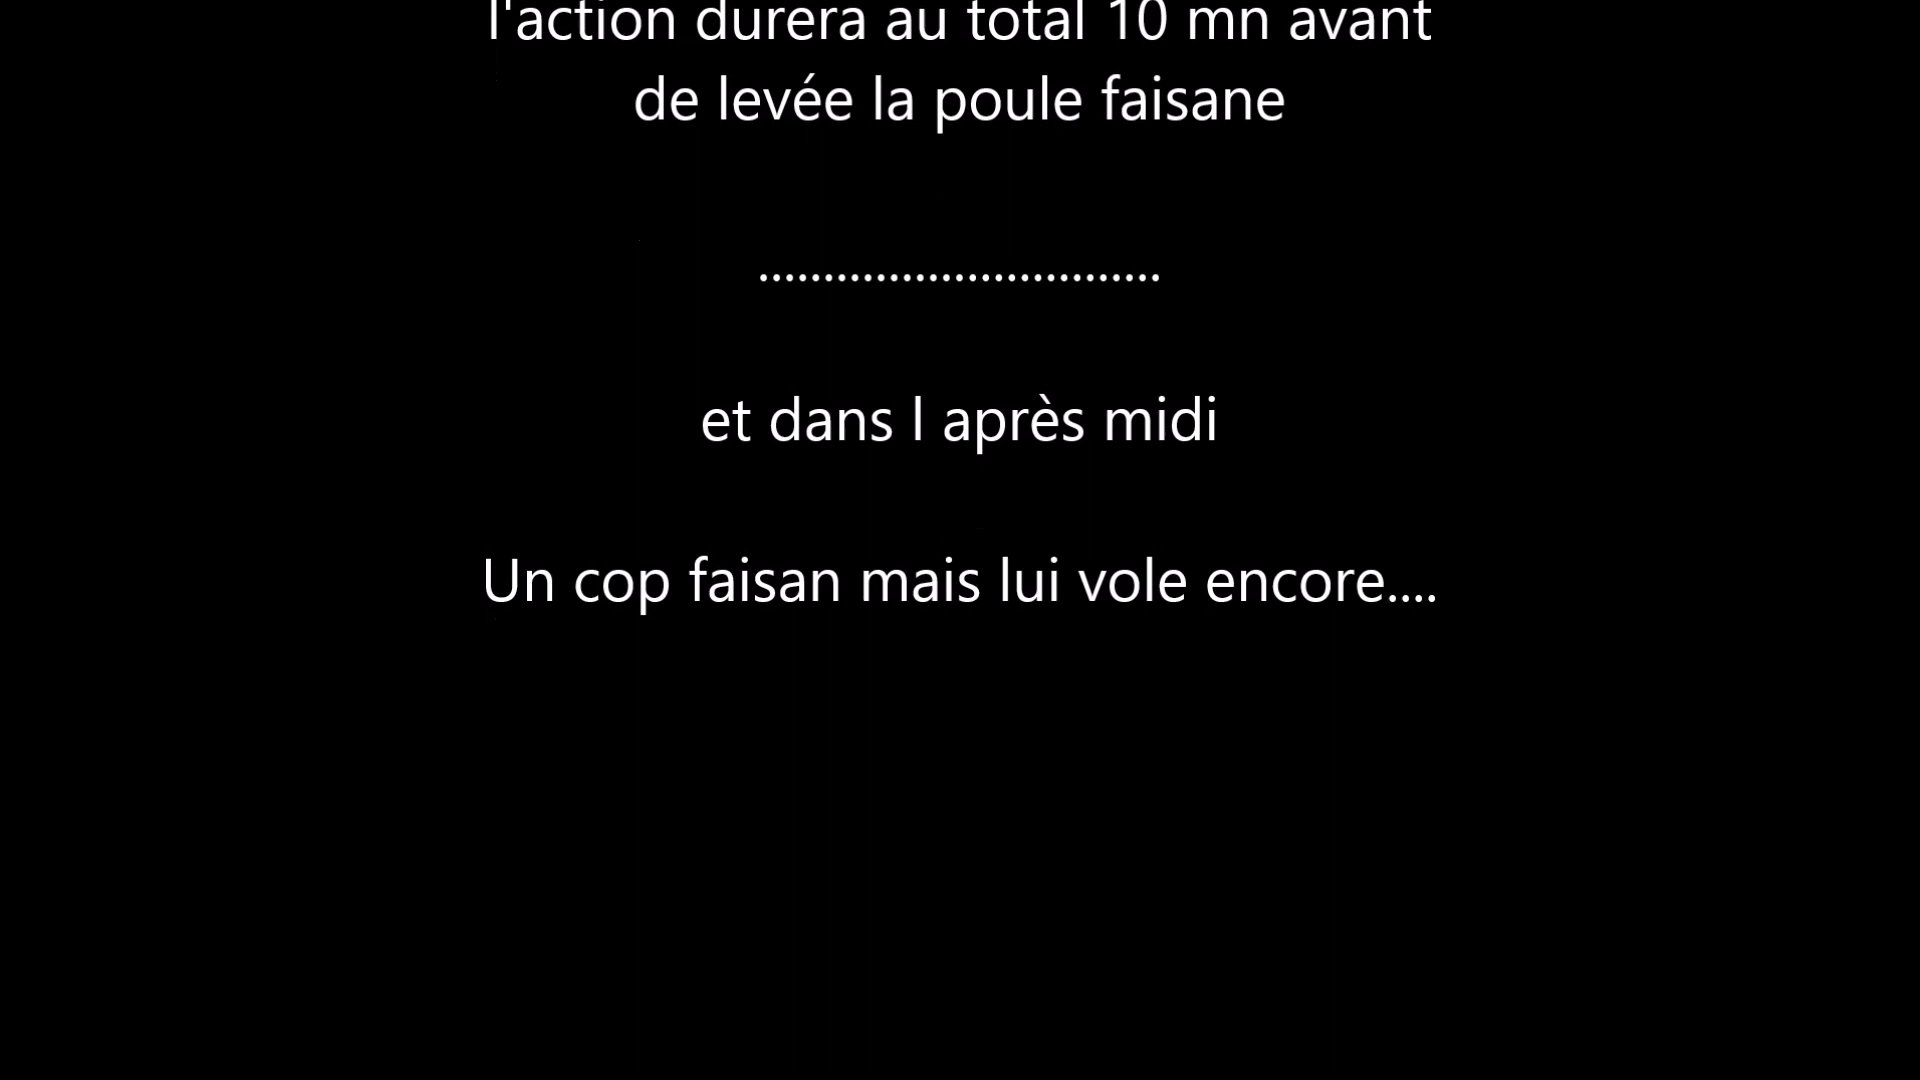 l'action durera au total 10 mn avant
de levée la poule faisane
...............................
et dans l après midi
Un cop faisan mais lui vole encore....